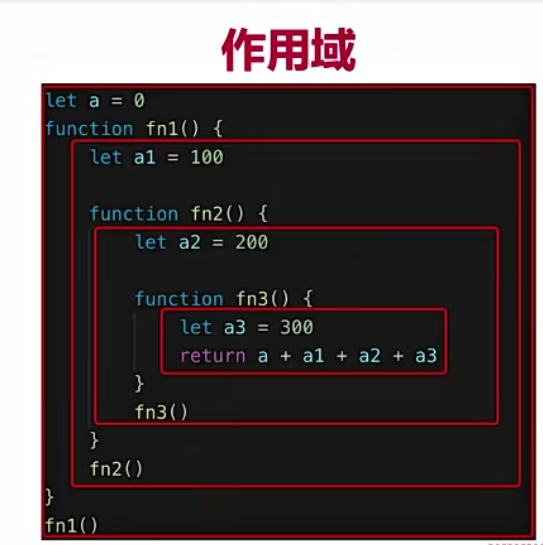 作用域
let a = 0
function fn1() {
    let a1 = 100

    function fn2() {
        let a2 = 200

        function fn3() {
            let a3 = 300
            return a + a1 + a2 + a3
        }
        fn3()
    }
    fn2()
}
fn1()